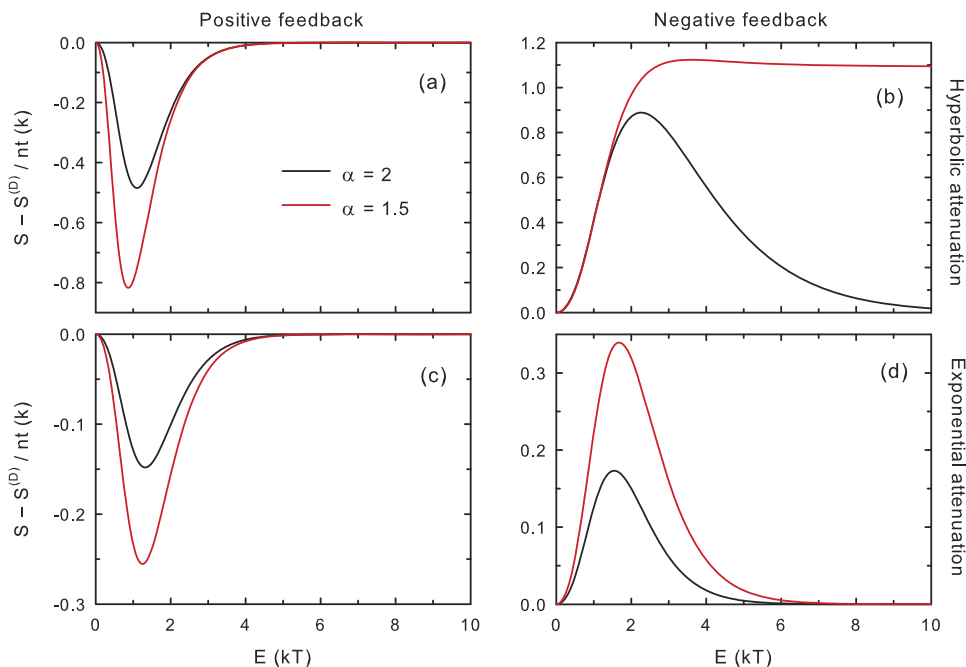 Positive feedback
Negative feedback
0.0
-0.2
-0.4
-0.6
-0.8
S − S(D) / nt (k)
(a)
α = 2
α = 1.5
1.2
1.0
0.8
0.6
0.4
0.2
0.0
(b)
Hyperbolic attenuation
0.0
-0.1
-0.2
-0.3
S − S(D) / nt (k)
(c)
0 2 4 6 8 10
E (kT)
0.3
0.2
0.1
0.0
(d)
0 2 4 6 8 10
E (kT)
Exponential attenuation